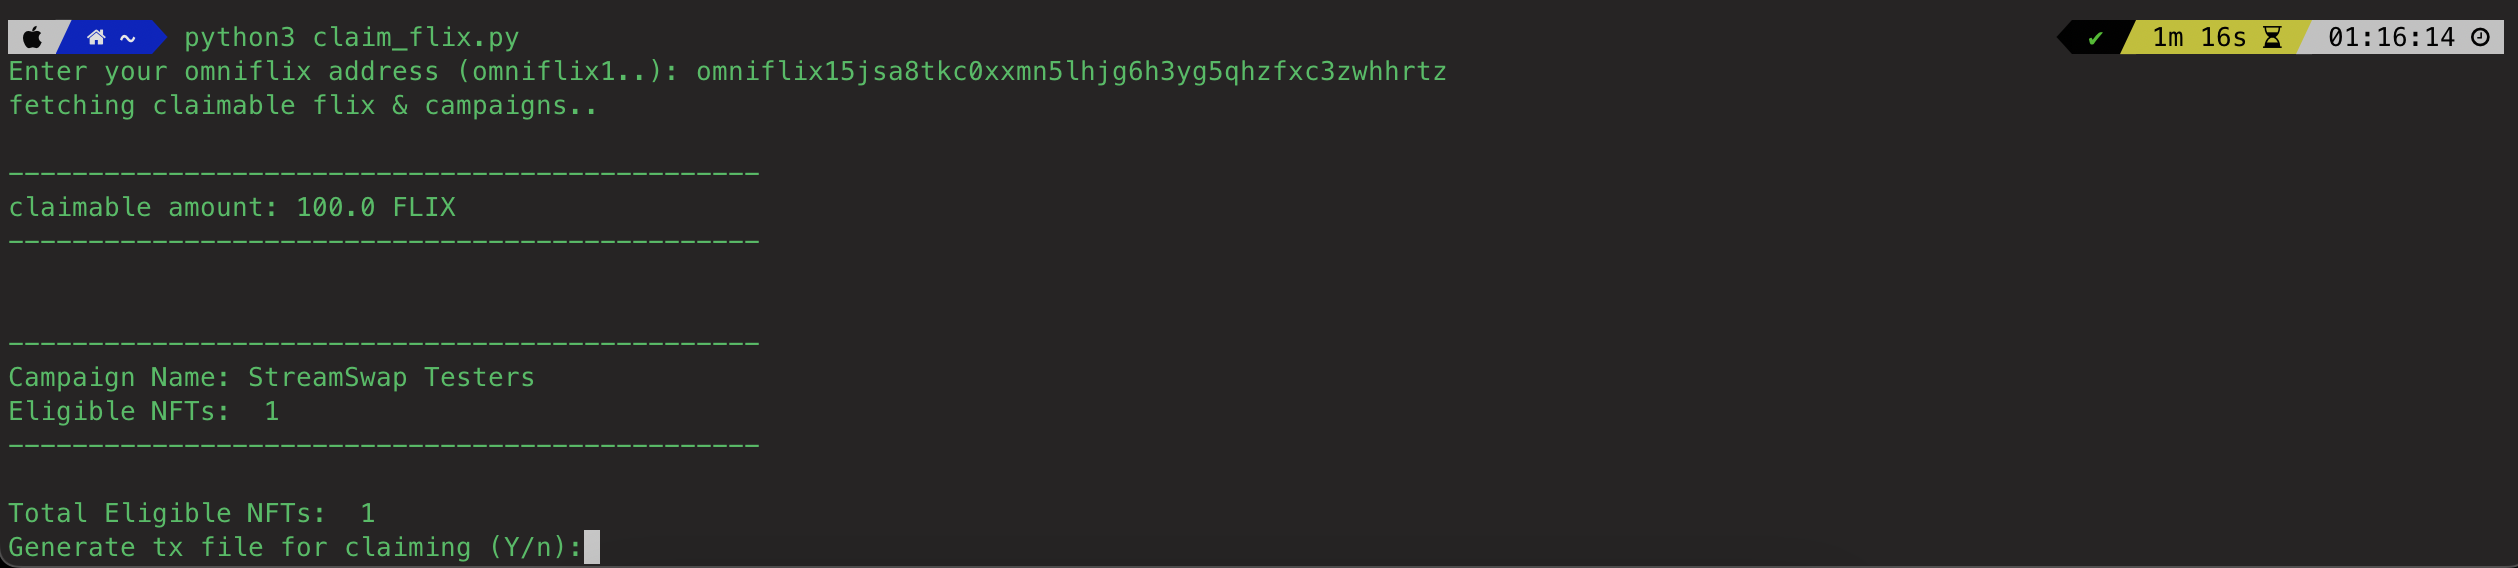 ~ python3 claim_flix.py ✔ 1m 16s 01:16:14
Enter your omniflix address (omniflix1..): omniflix15jsa8tkc0xxmn5lhjg6h3yg5qhzfxc3zwhhrtz
fetching claimable flix & campaigns..
-----------------------------------------------
claimable amount: 100.0 FLIX
-----------------------------------------------
-----------------------------------------------
Campaign Name: StreamSwap Testers
Eligible NFTs:  1
-----------------------------------------------
Total Eligible NFTs:  1
Generate tx file for claiming (Y/n):